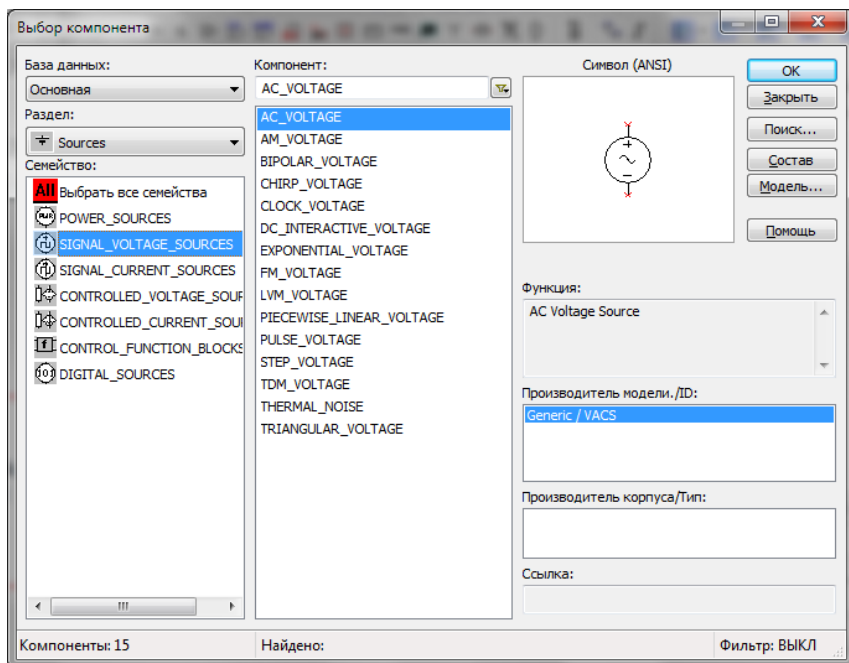 Выбор компонента
База данных:
Основная
Раздел:
Sources
Семейство:
All Выбрать все семейства
POWER_SOURCES
SIGNAL_VOLTAGE_SOURCES
SIGNAL_CURRENT_SOURCES
CONTROLLED_VOLTAGE_SOUR
CONTROLLED_CURRENT_SOUI
CONTROL_FUNCTION_BLOCKS
DIGITAL_SOURCES
Компонент:
AC_VOLTAGE
AC_VOLTAGE
AM_VOLTAGE
BIPOLAR_VOLTAGE
CHIRP_VOLTAGE
CLOCK_VOLTAGE
DC_INTERACTIVE_VOLTAGE
EXPONENTIAL_VOLTAGE
FM_VOLTAGE
LVM_VOLTAGE
PIECEWISE_LINEAR_VOLTAGE
PULSE_VOLTAGE
STEP_VOLTAGE
TDM_VOLTAGE
THERMAL_NOISE
TRIANGULAR_VOLTAGE
Символ (ANSI)
Функция:
AC Voltage Source
Производитель модели./ID:
Generic / VACS
Производитель корпуса/Тип:
Ссылка:
OK
Закрыть
Поиск...
Состав
Модель...
Помощь
Компоненты: 15
Найдено:
Фильтр: ВЫКЛ